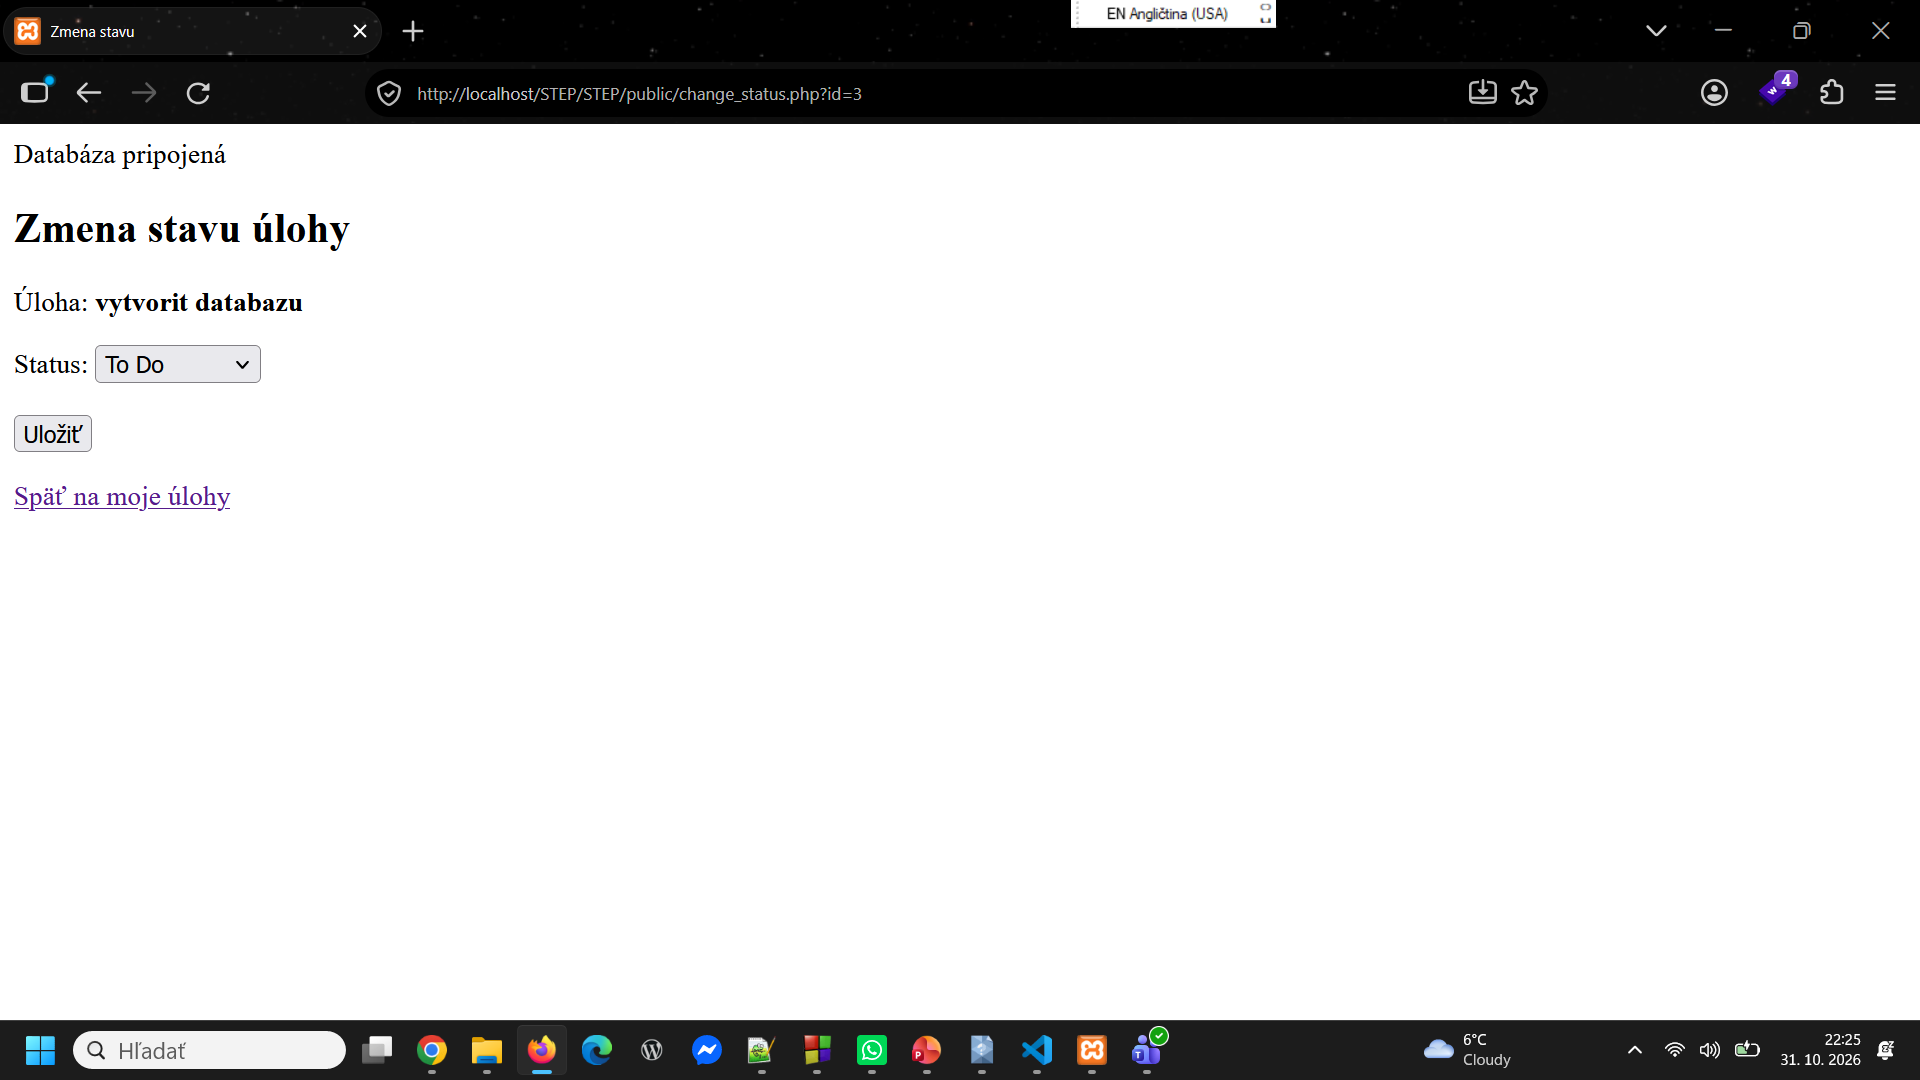 Zmena stavu
EN Angličtina (USA)
http://localhost/STEP/STEP/public/change_status.php?id=3
4
Databáza pripojená
Zmena stavu úlohy
Úloha: vytvorit databazu
Status: To Do
Uložiť
Späť na moje úlohy
Hľadať
6°C
Cloudy
22:25
31. 10. 2026